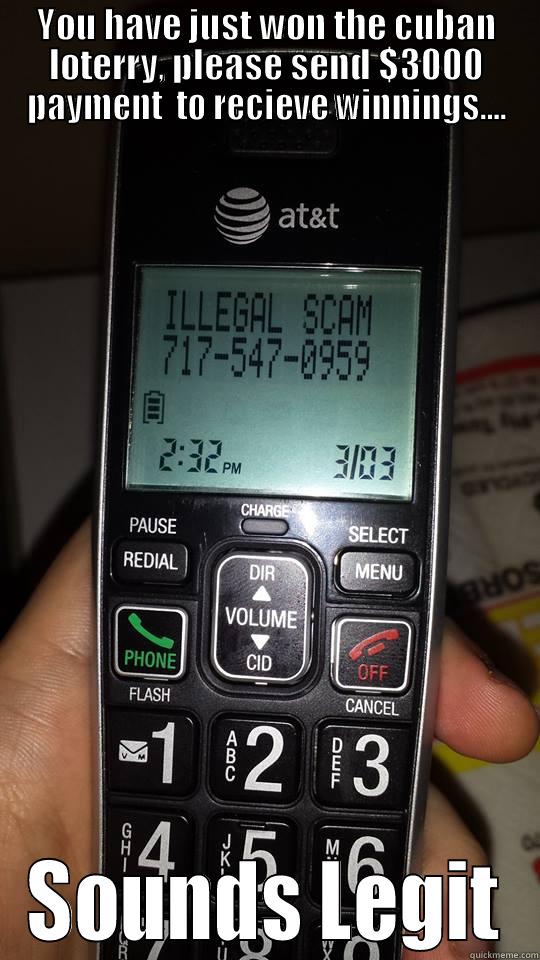 You have just won the cuban
loterry, please send $3000
payment to recieve winnings....
at&t
ILLEGAL SCAM
717-547-0959
2:32 PM 3/03
CHARGE
PAUSE SELECT
REDIAL DIR MENU
VOLUME
PHONE CID OFF
FLASH CANCEL
1 ABC 2 DEF 3
GHI 4 JKL 5 6
Sounds Legit
quickmeme.com